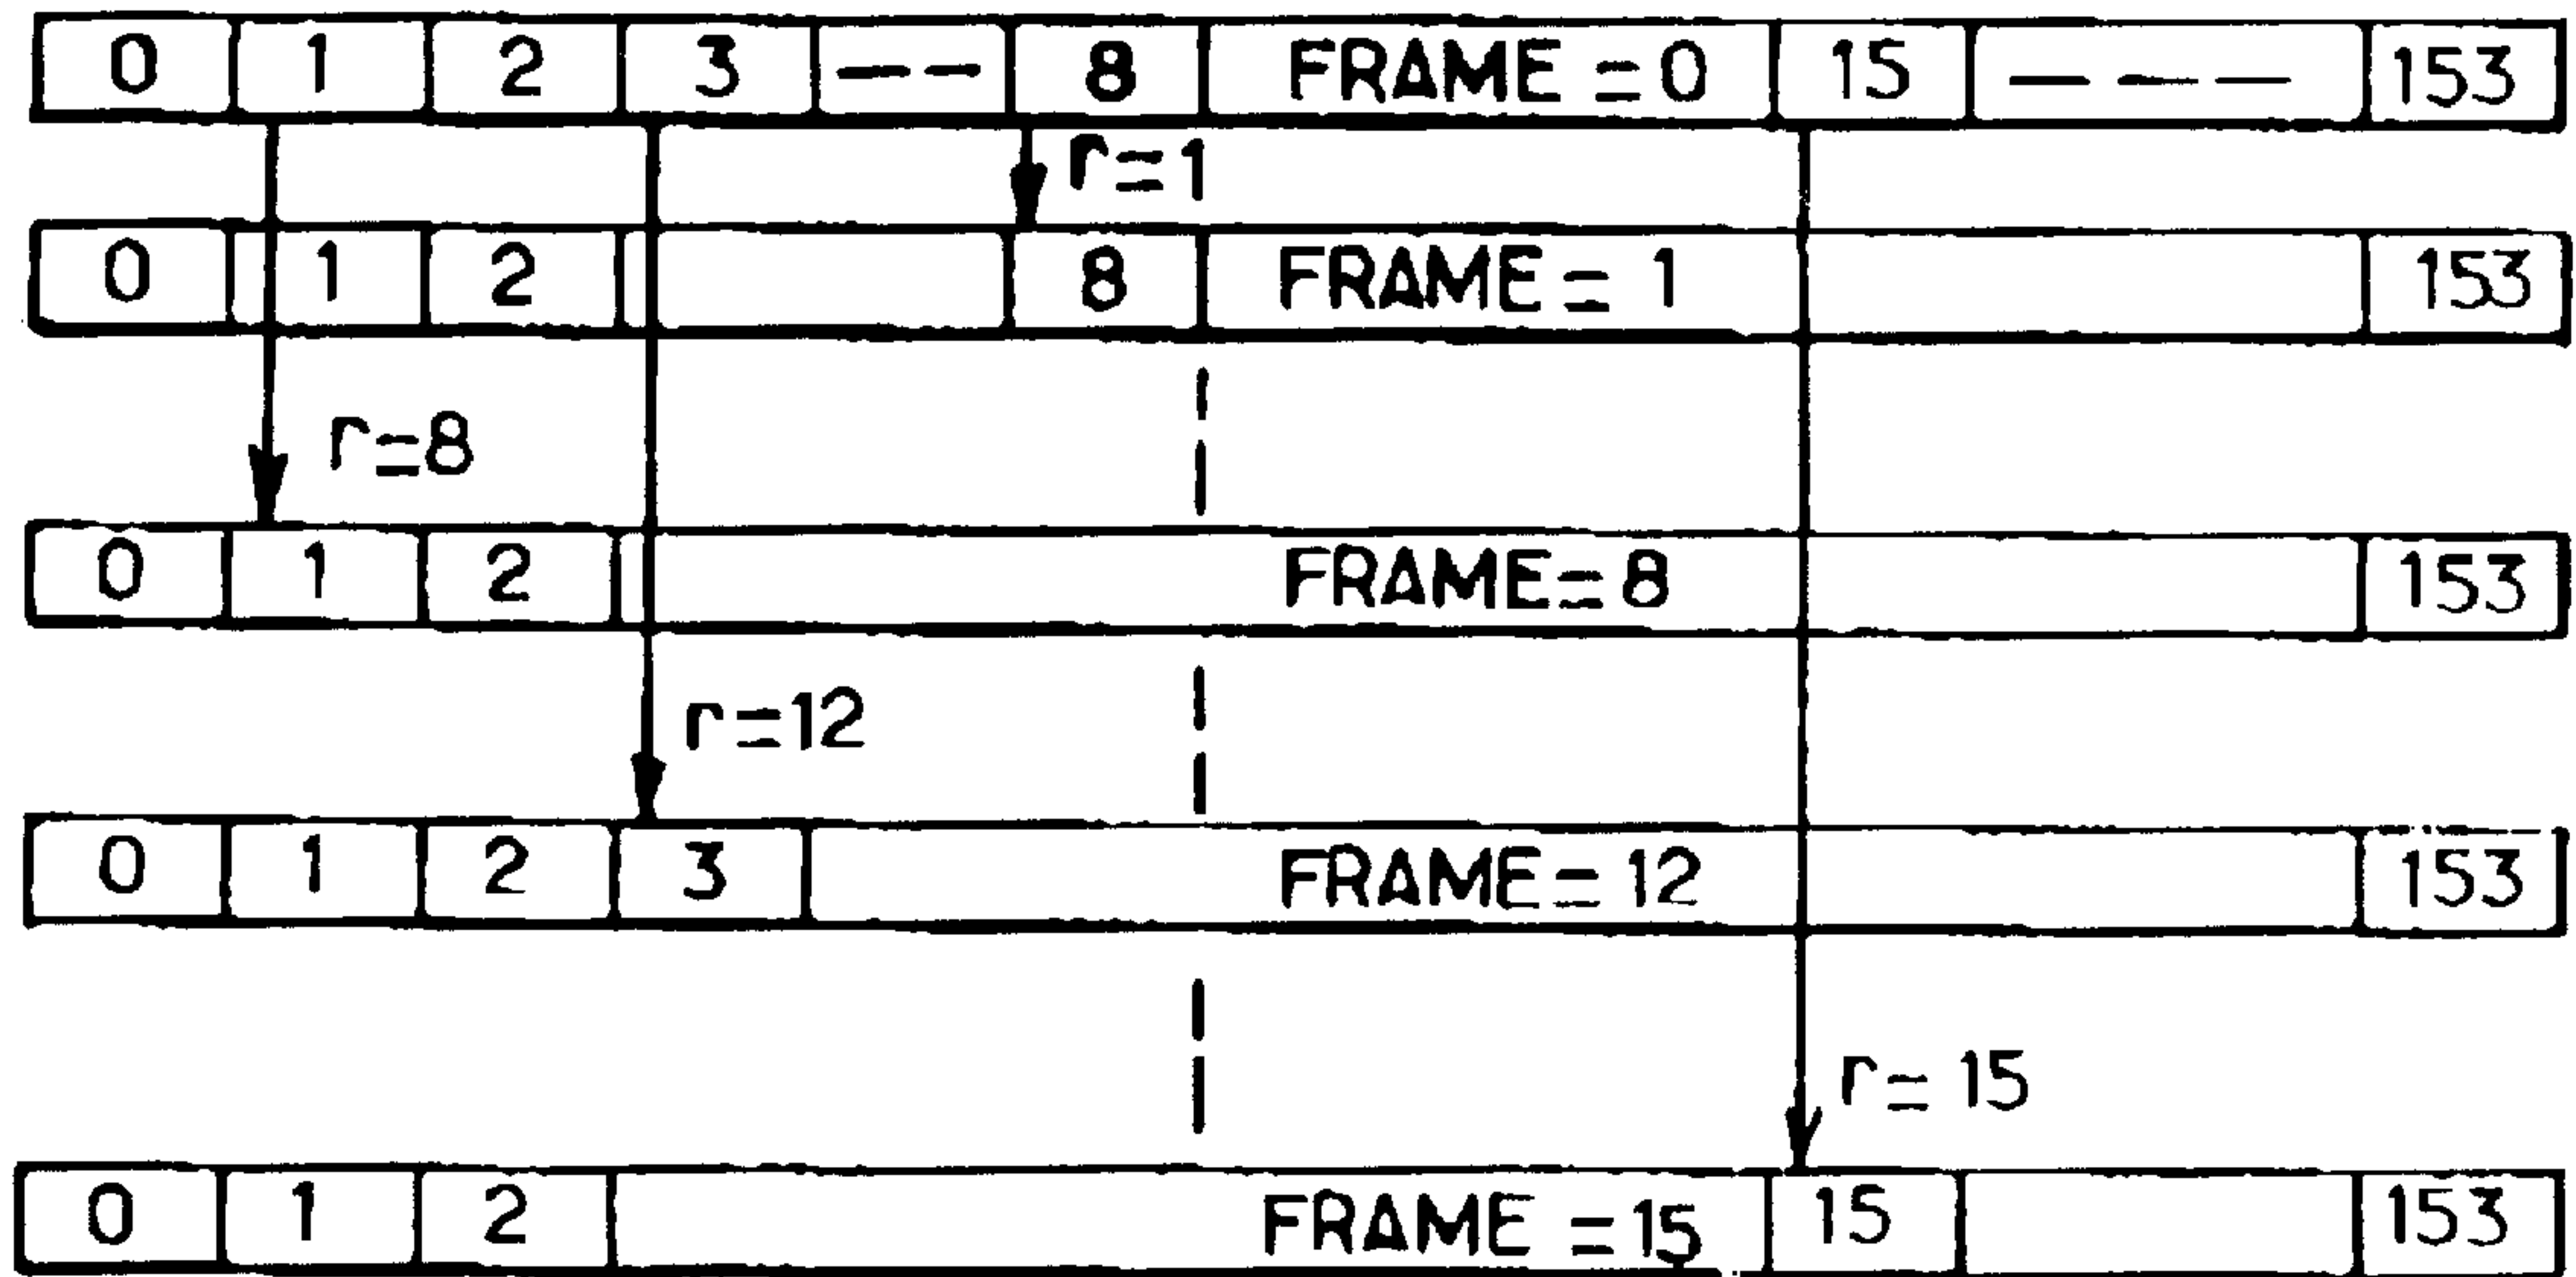 0 1 2 3 -- 8 FRAME = 0 15 --- 153
r=1
0 1 2 8 FRAME = 1 153
r=8
0 1 2 FRAME = 8 153
r=12
0 1 2 3 FRAME = 12 153
r= 15
0 1 2 FRAME = 15 15 153